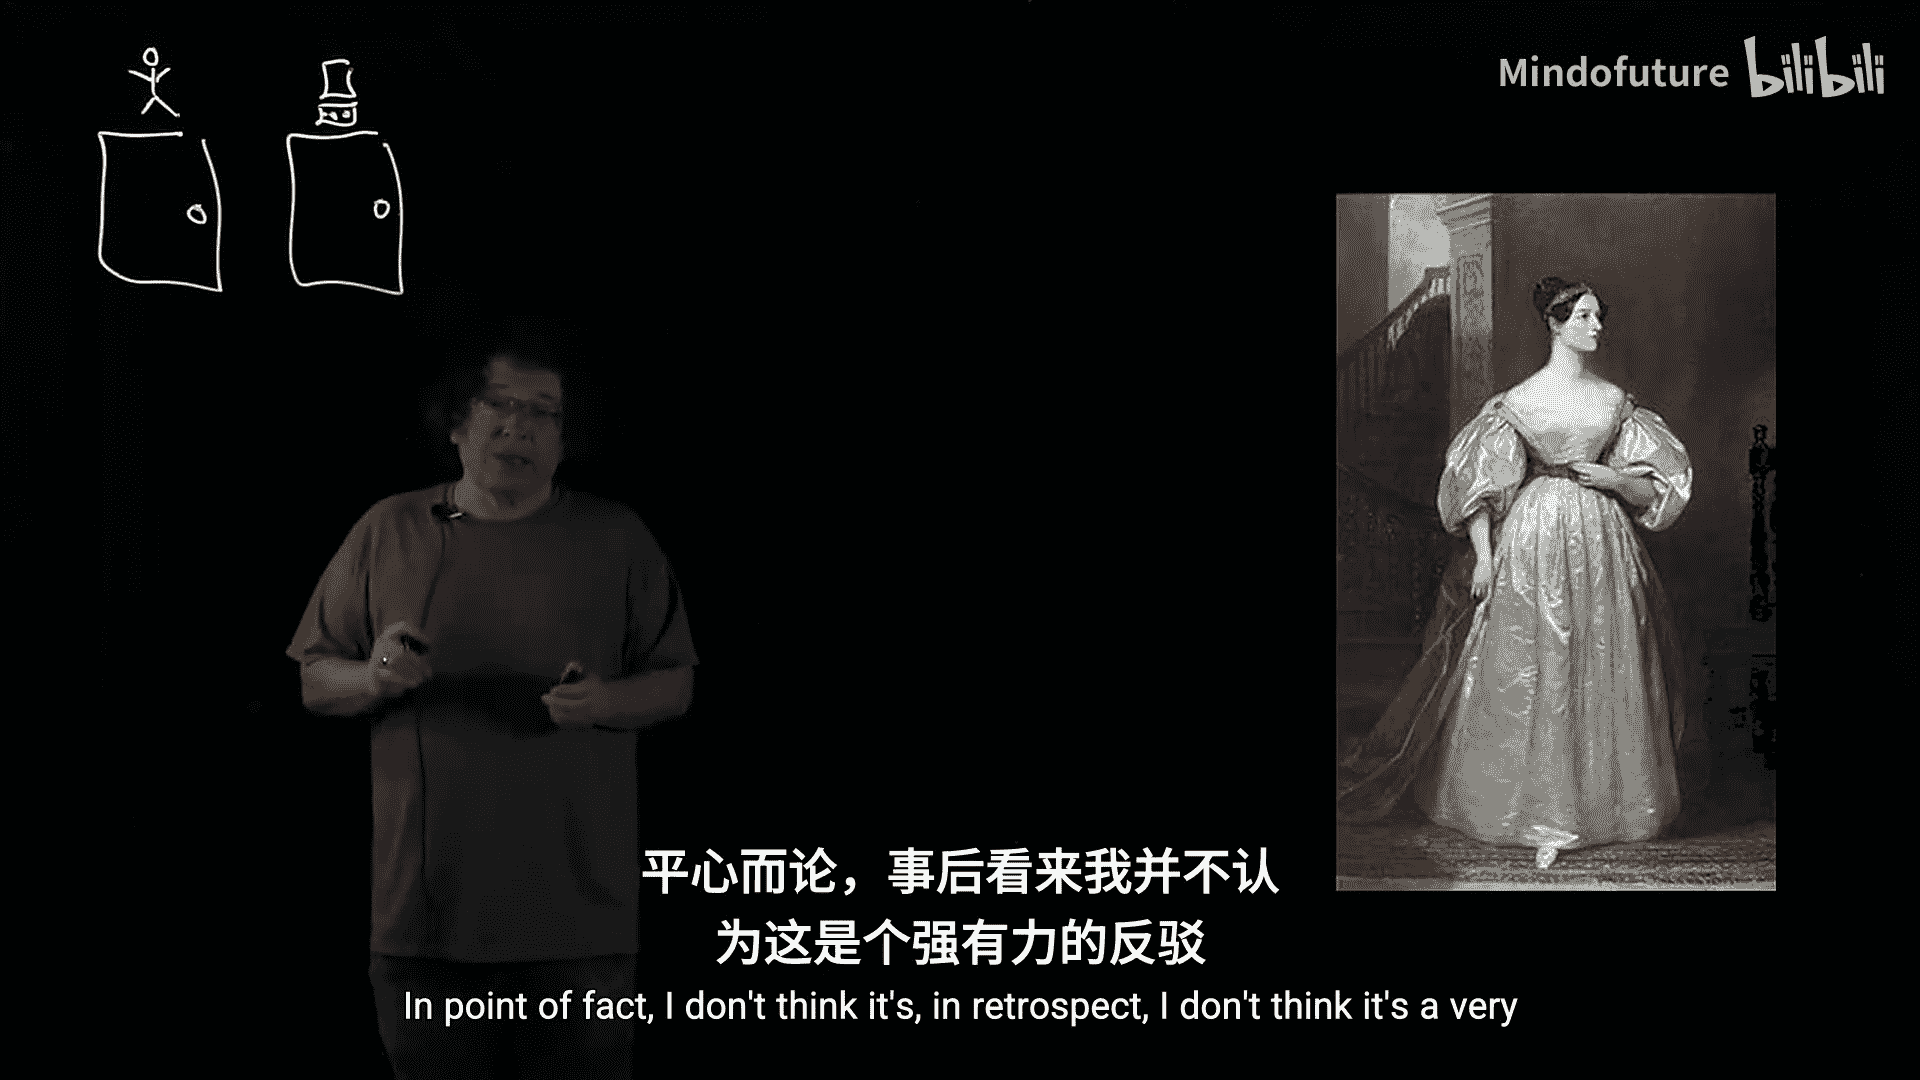 Mindofuture bilibili
平心而论，事后看来我并不认
为这是个强有力的反驳
In point of fact, I don't think it's, in retrospect, I don't think it's a very